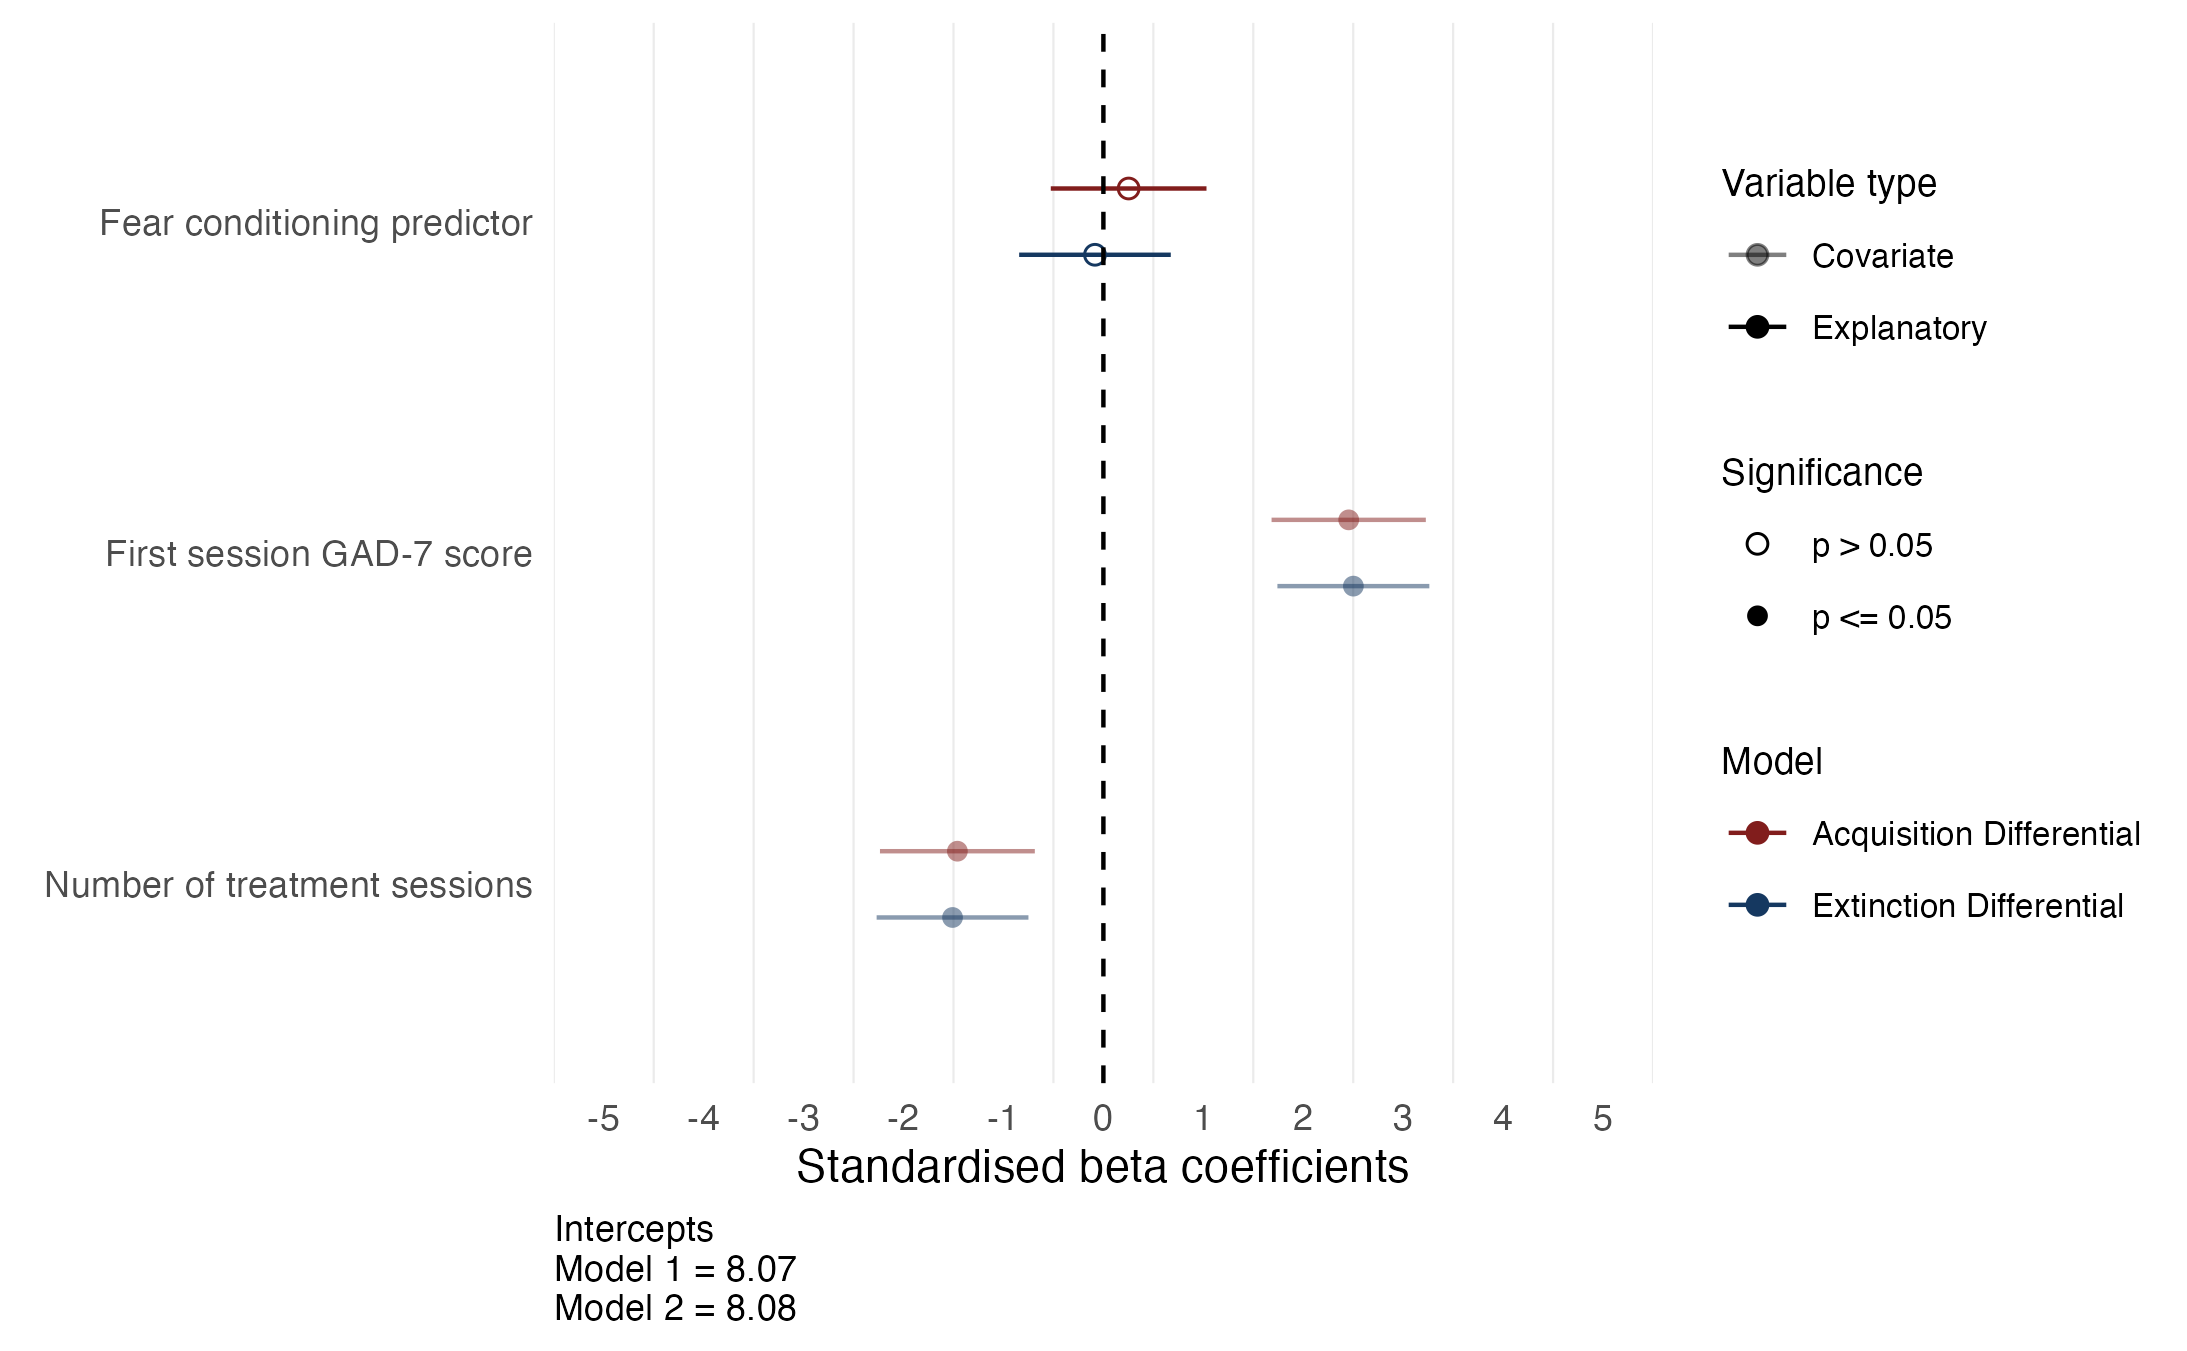 Fear conditioning predictor
First session GAD-7 score
Number of treatment sessions
-5 -4 -3 -2 -1 0 1 2 3 4 5
Standardised beta coefficients
Intercepts
Model 1 = 8.07
Model 2 = 8.08
Variable type
Covariate
Explanatory
Significance
p > 0.05
p <= 0.05
Model
Acquisition Differential
Extinction Differential